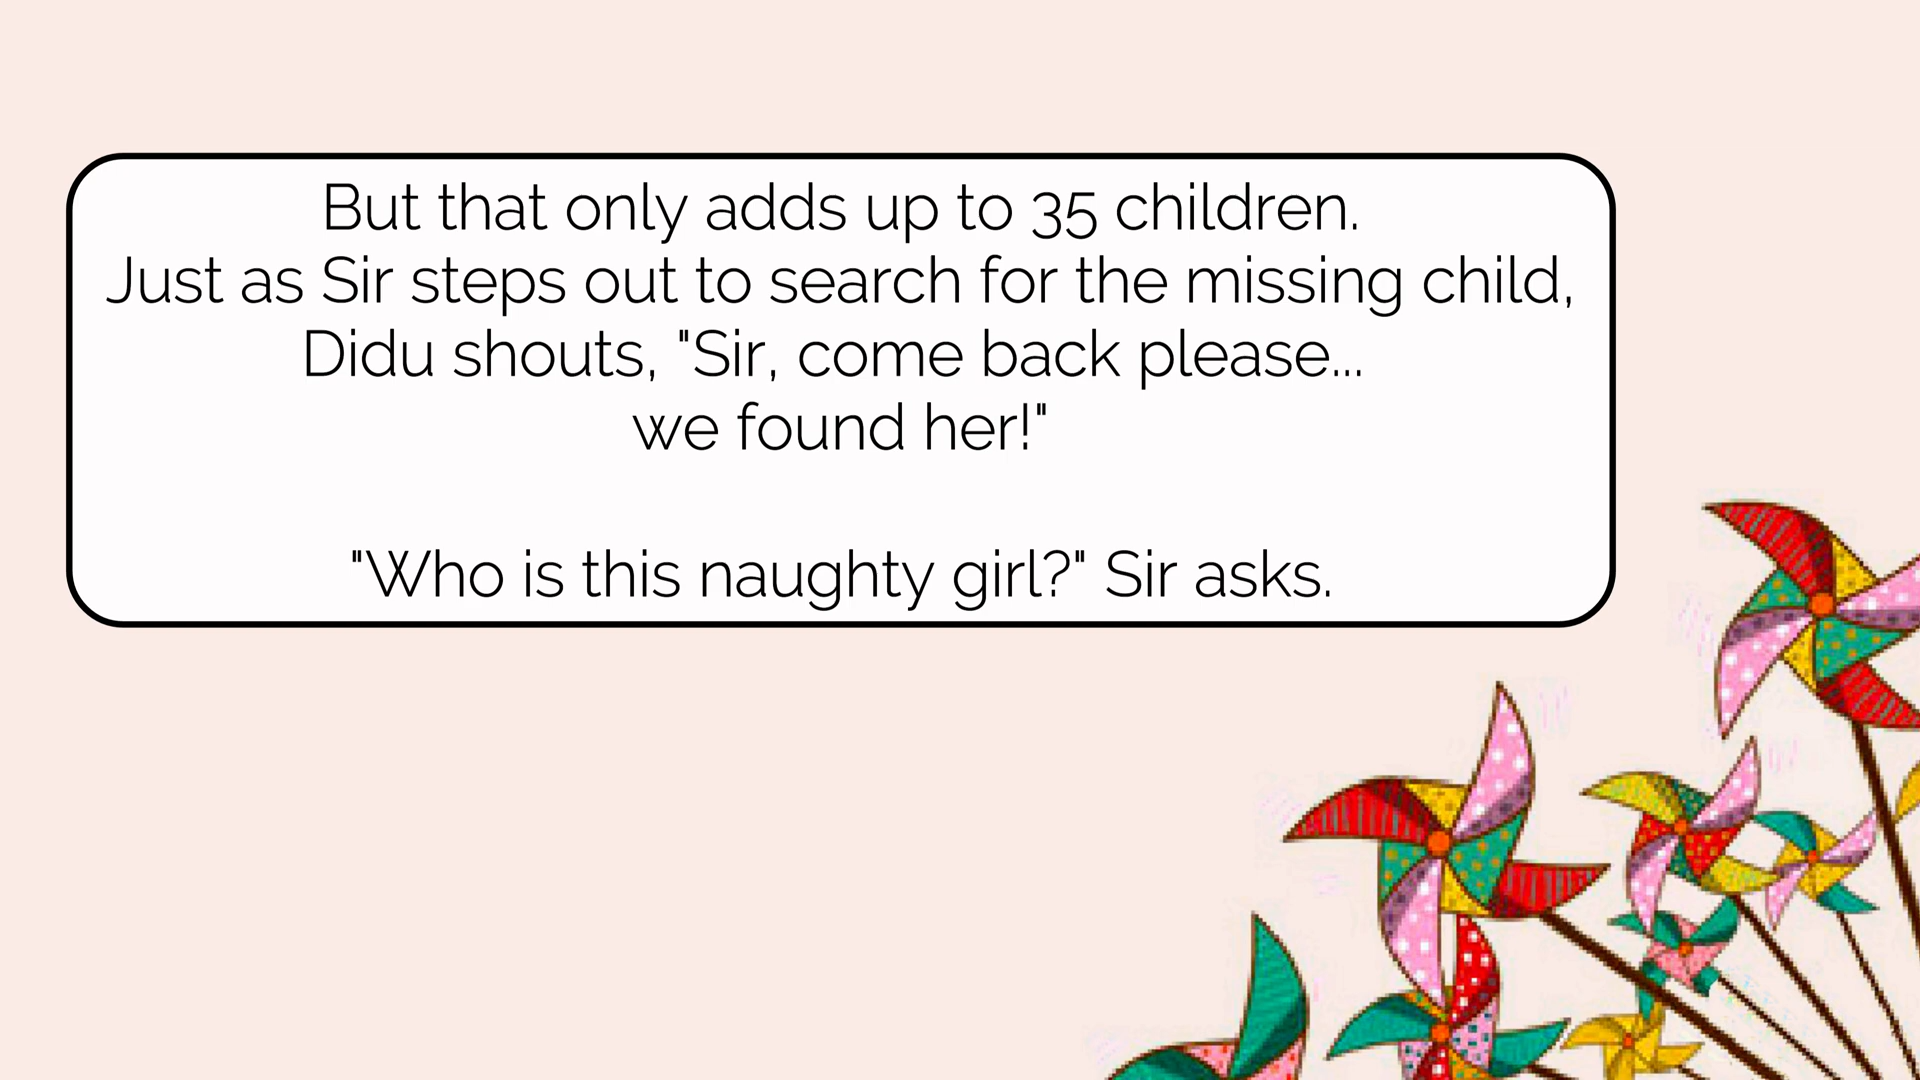 But that only adds up to 35 children.
Just as Sir steps out to search for the missing child,
Didu shouts, "Sir, come back please...
we found her!"
"Who is this naughty girl?" Sir asks.